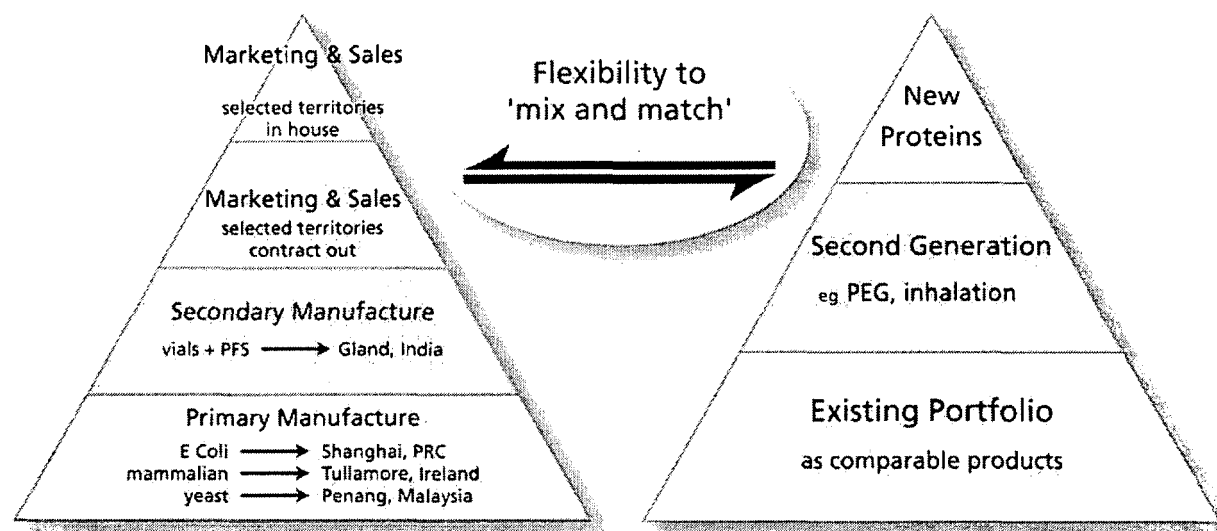 Marketing & Sales
selected territories
in house
Marketing & Sales
selected territories
contract out
Secondary Manufacture
vials + PFS Gland, India
Primary Manufacture
E Coli Shanghai, PRC
mammalian Tullamore, Ireland
yeast Penang, Malaysia
Flexibility to
'mix and match'
New
Proteins
Second Generation
eg PEG, inhalation
Existing Portfolio
as comparable products